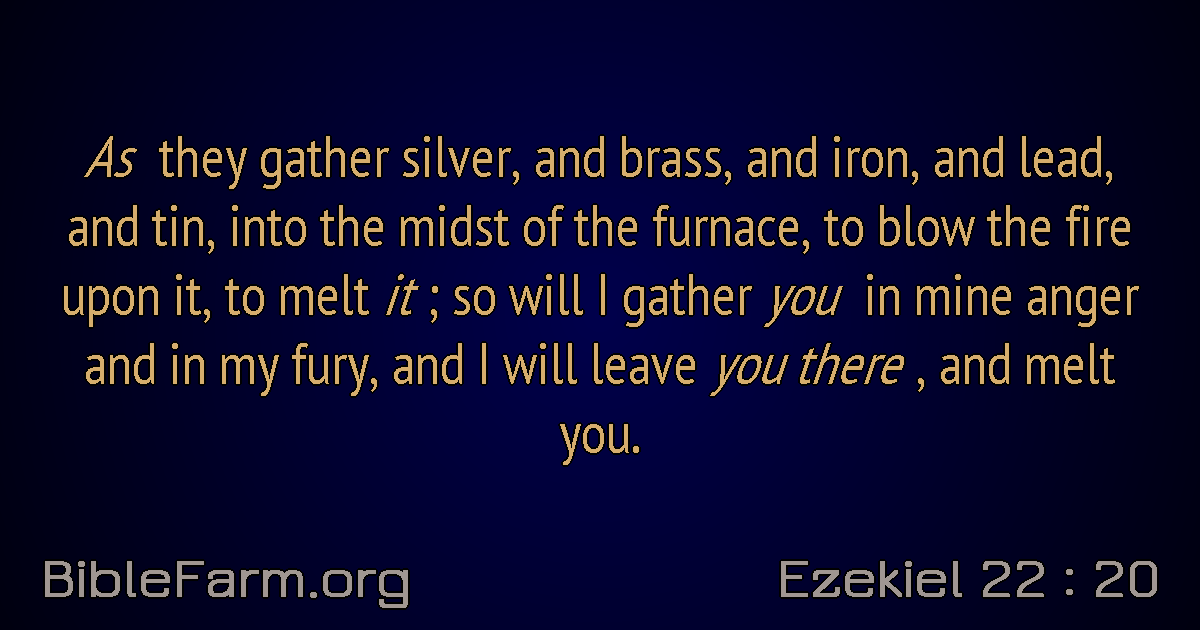 As they gather silver, and brass, and iron, and lead,
and tin, into the midst of the furnace, to blow the fire
upon it, to melt it ; so will I gather you in mine anger
and in my fury, and I will leave you there , and melt
you.
BibleFarm.org
Ezekiel 22 : 20